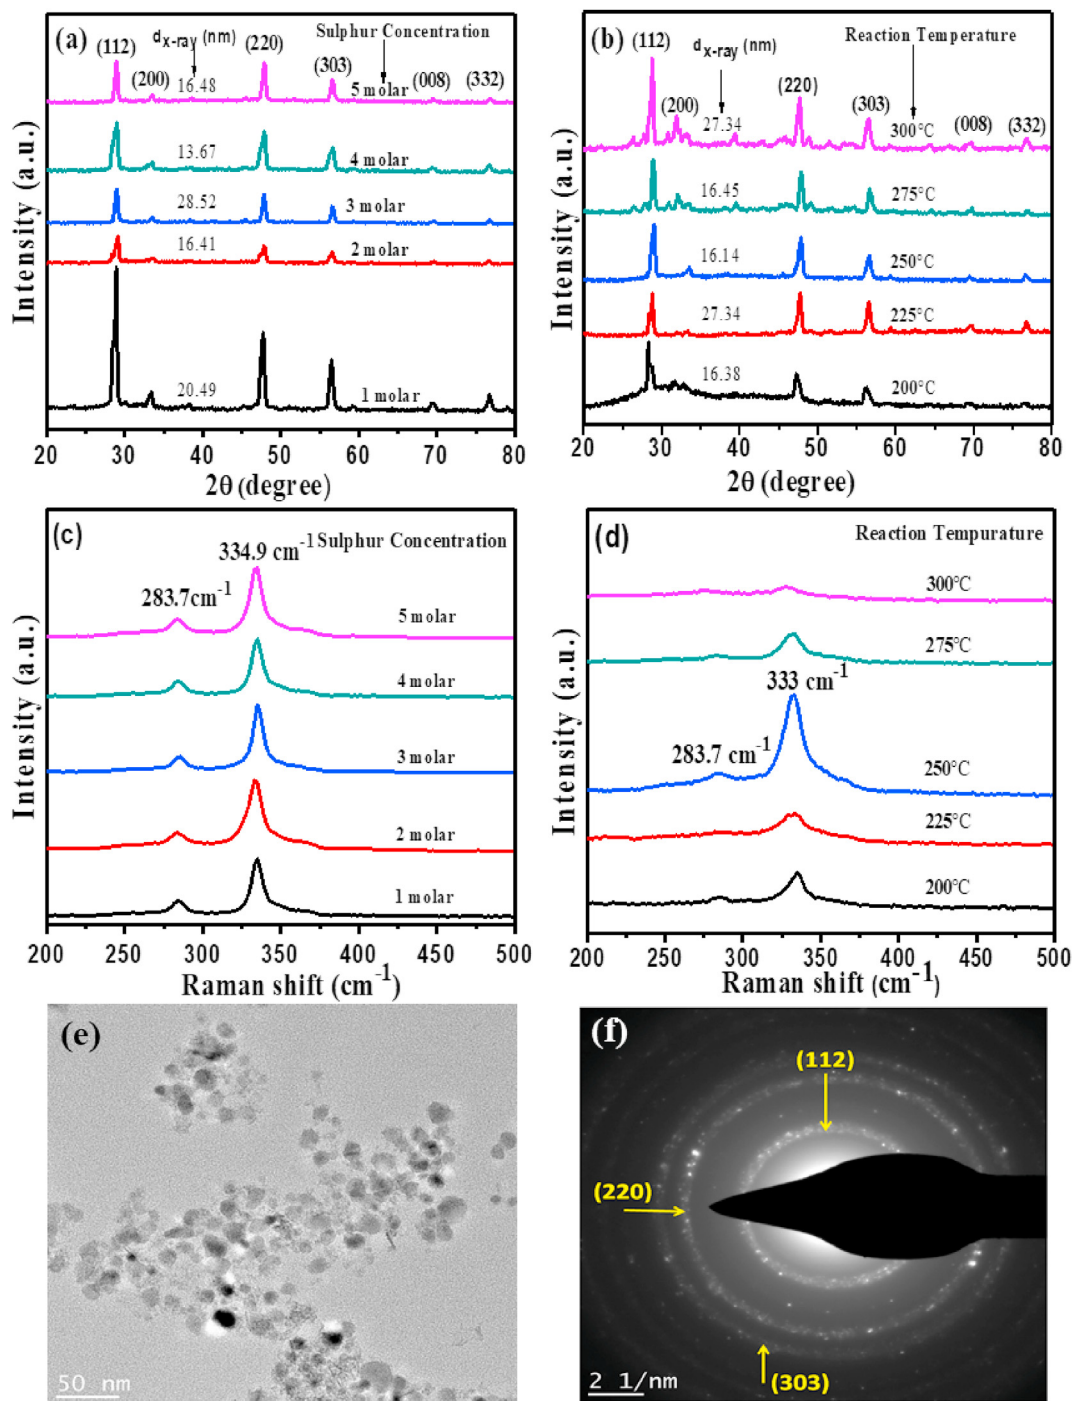 (a)
d x-ray (nm)
Sulphur Concentration
(112)
(200)
(220)
(303)
(008)
(332)
16.48
5 molar
13.67
4 molar
28.52
3 molar
16.41
2 molar
20.49
1 molar
Intensity (a.u.)
20 30 40 50 60 70 80
2θ (degree)
(b)
d x-ray (nm)
Reaction Temperature
(112)
(200)
(220)
(303)
(008)
(332)
27.34
300°C
16.45
275°C
16.14
250°C
27.34
225°C
16.38
200°C
Intensity (a.u.)
20 30 40 50 60 70 80
2θ (degree)
(c)
334.9 cm-1
Sulphur Concentration
283.7cm-1
5 molar
4 molar
3 molar
2 molar
1 molar
Intensity (a.u.)
200 250 300 350 400 450 500
Raman shift (cm-1)
(d)
Reaction Tempurature
300°C
275°C
333 cm-1
283.7 cm-1
250°C
225°C
200°C
Intensity (a.u.)
200 250 300 350 400 450 500
Raman shift (cm-1)
(e)
50 nm
(f)
(112)
(220)
(303)
2 1/nm